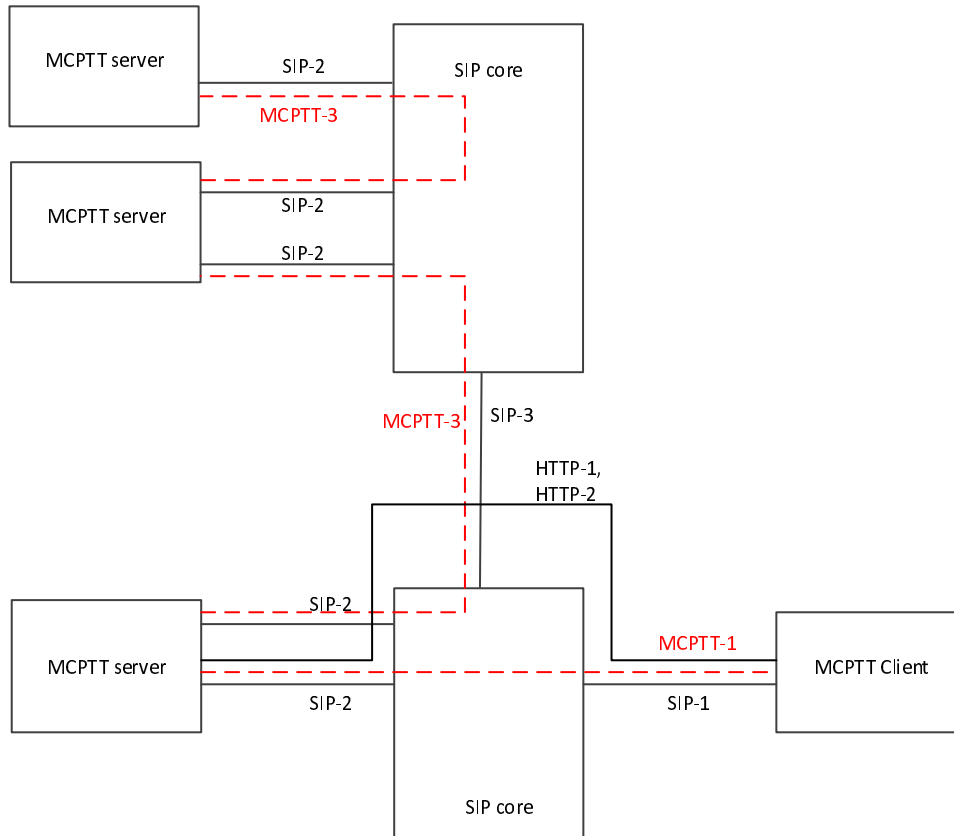 MCPTT server
SIP-2
SIP core
MCPTT-3
MCPTT server
SIP-2
SIP-2
MCPTT-3
SIP-3
HTTP-1,
HTTP-2
SIP-2
MCPTT server
MCPTT-1
MCPTT Client
SIP-2
SIP-1
SIP core